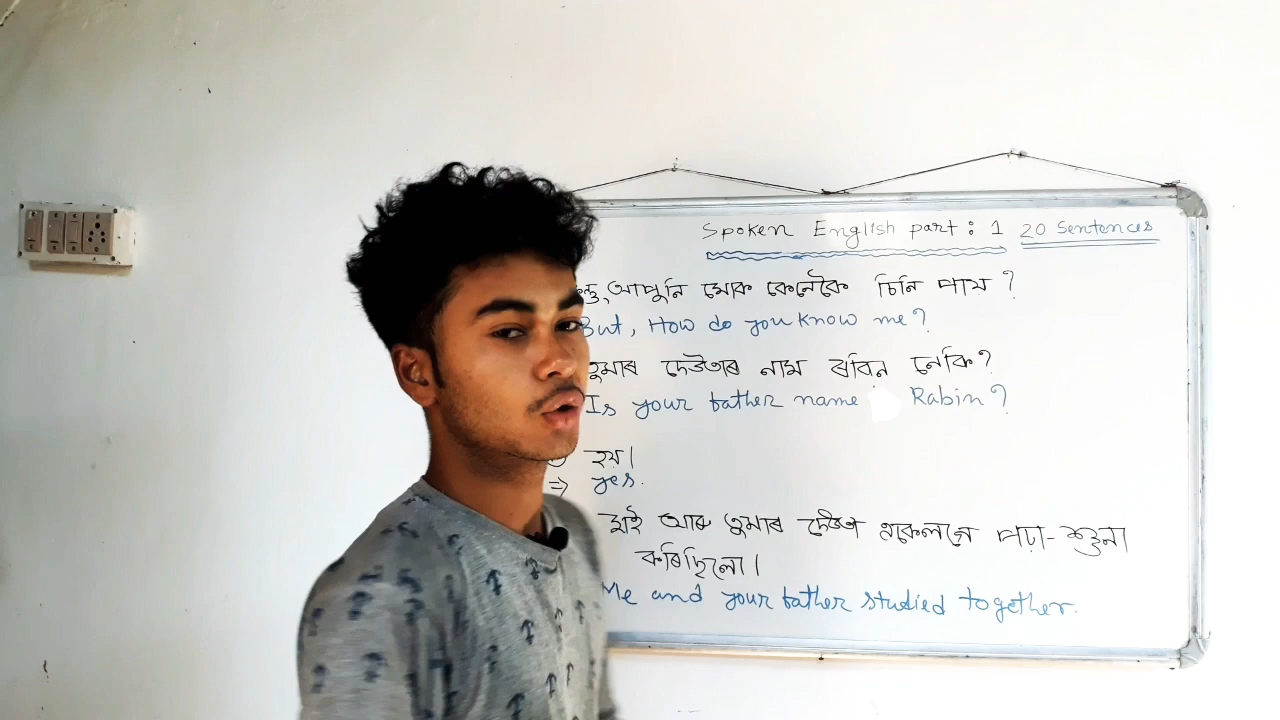 Spoken English part : 1 20 Sentences
আপুনি মোক কেনেকৈ চিনি পায় ?
But, How do you know me?
তুমাৰ দেউতাৰ নাম ৰবিন নেকি?
Is your father name Rabin?
হয়।
⇒ yes.
মই আৰু তুমাৰ দেউতা একেলগে পঢ়া-শুনা
কৰিছিলো।
Me and your father studied together.